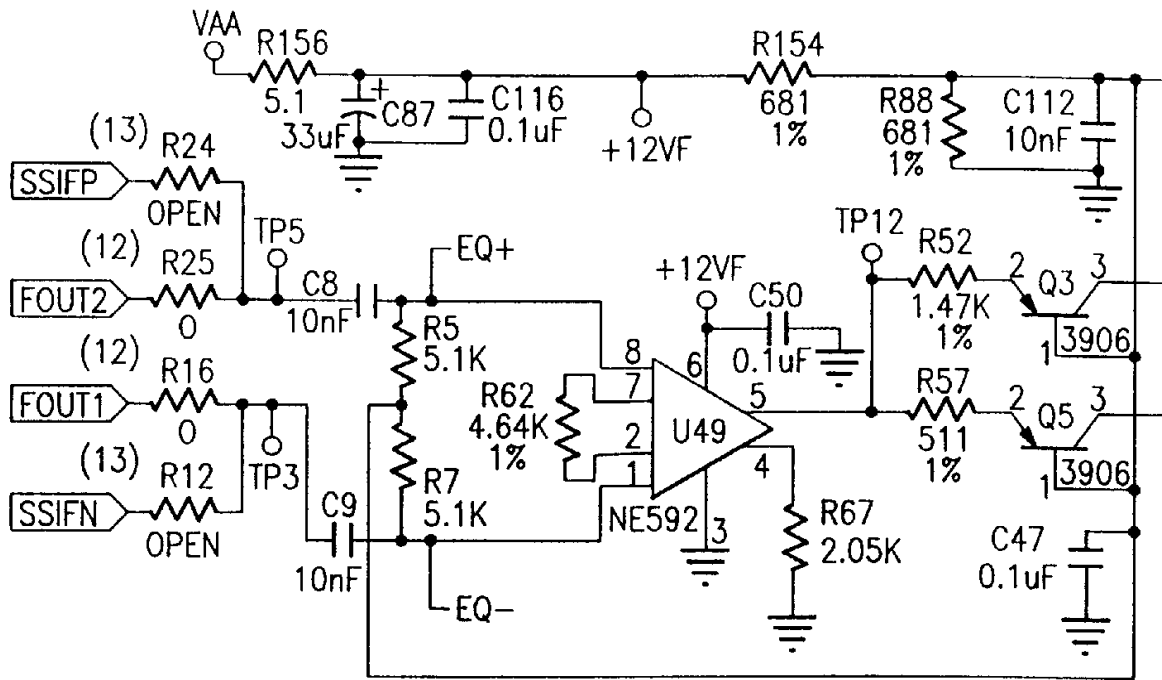 VAA
R156
5.1
+
C87
33uF
C116
0.1uF
+12VF
R154
681
1%
R88
681
1%
C112
10nF
(13)
R24
SSIFP
OPEN
(12)
R25
FOUT2
0
TP5
C8
10nF
EQ+
R5
5.1K
(12)
R16
FOUT1
0
(13)
R12
SSIFN
OPEN
TP3
C9
10nF
R7
5.1K
EQ-
R62
4.64K
1%
8
7
2
1
U49
NE592
6
5
4
3
+12VF
C50
0.1uF
R67
2.05K
TP12
R52
1.47K
1%
2
Q3
3
1
3906
R57
511
1%
2
Q5
3
1
3906
C47
0.1uF